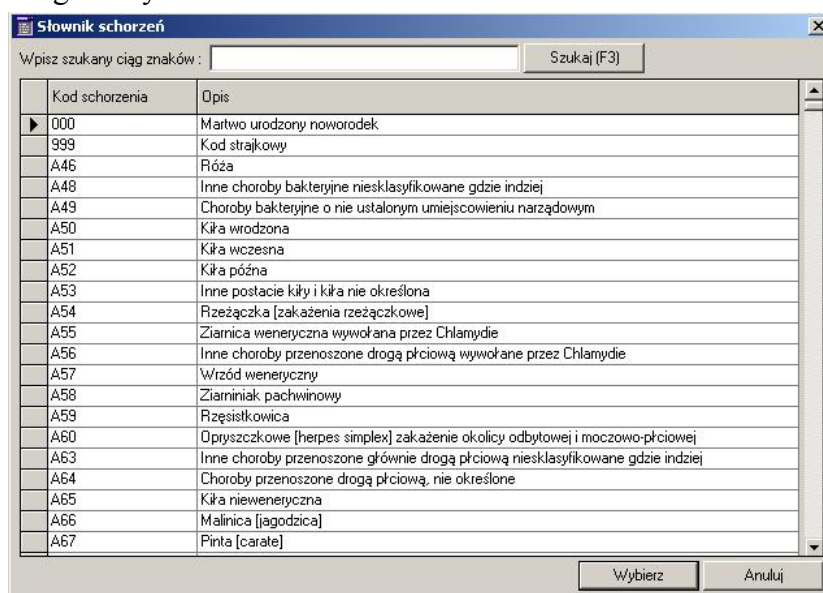 Słownik schorzeń
Wpisz szukany ciąg znaków : Szukaj (F3)
Kod schorzenia Opis
000 Martwo urodzony noworodek
999 Kod strajkowy
A46 Róża
A48 Inne choroby bakteryjne niesklasyfikowane gdzie indziej
A49 Choroby bakteryjne o nie ustalonym umiejscowieniu narządowym
A50 Kiła wrodzona
A51 Kiła wczesna
A52 Kiła późna
A53 Inne postacie kiły i kiła nie określona
A54 Rzeżączka [zakażenia rzeżączkowe]
A55 Ziarnica weneryczna wywołana przez Chlamydie
A56 Inne choroby przenoszone drogą płciową wywołane przez Chlamydie
A57 Wrzód weneryczny
A58 Ziarniniak pachwinowy
A59 Rzęsistkowica
A60 Opryszczkowe [herpes simplex] zakażenie okolicy odbytowej i moczowo-płciowej
A63 Inne choroby przenoszone głównie drogą płciową niesklasyfikowane gdzie indziej
A64 Choroby przenoszone drogą płciową, nie określone
A65 Kiła nieweneryczna
A66 Malinica [jagodzica]
A67 Pinta [carate]
Wybierz Anuluj